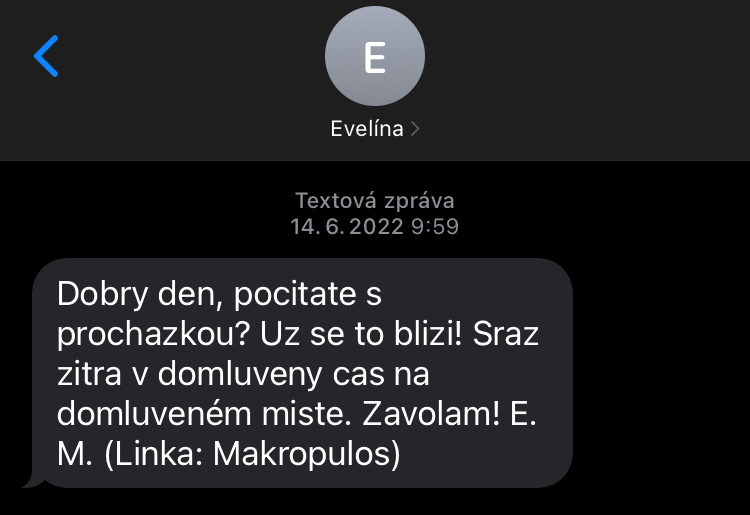 E
Evelína
Textová zpráva
14. 6. 2022 9:59
Dobry den, pocitate s
prochazkou? Uz se to blizi! Sraz
zitra v domluveny cas na
domluveném miste. Zavolam! E.
M. (Linka: Makropulos)